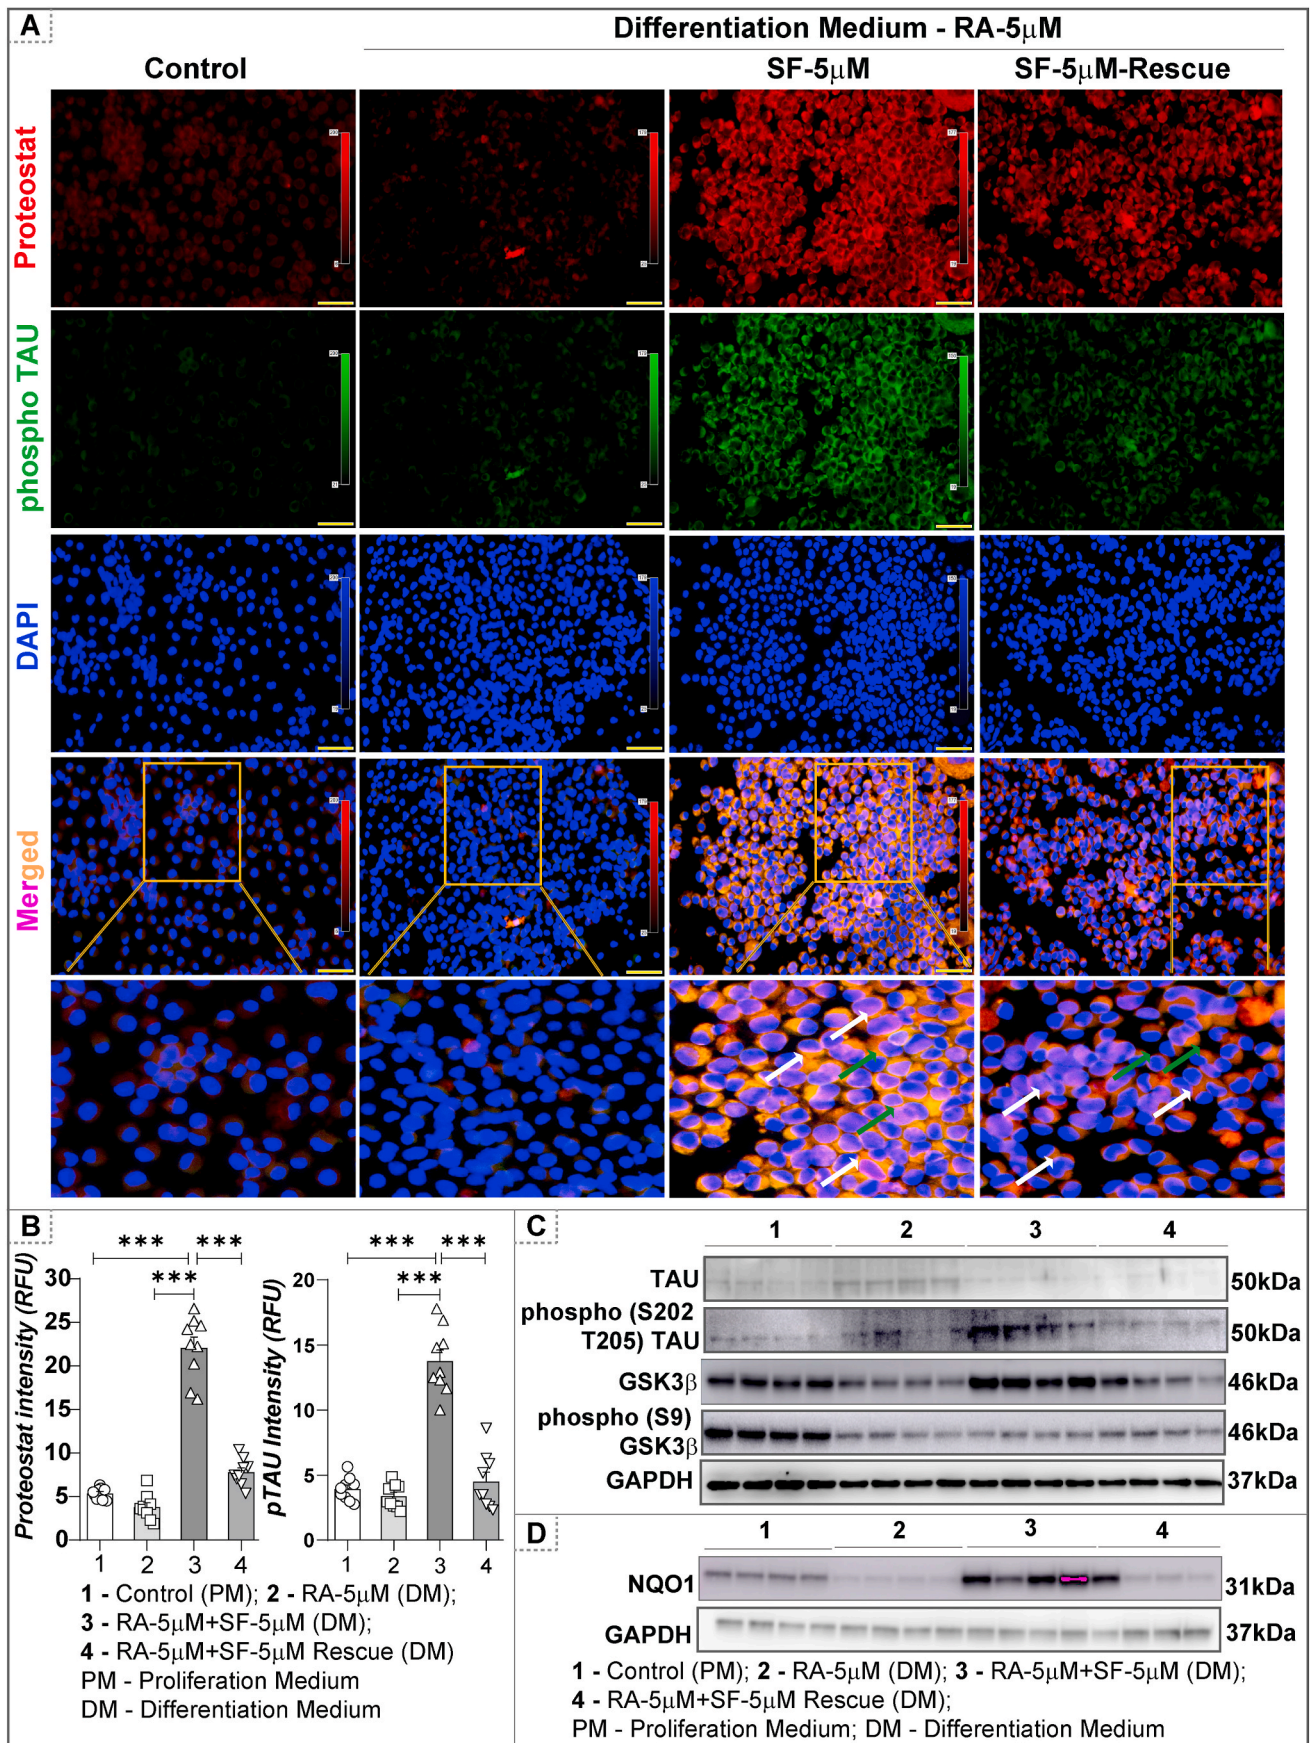 A
Differentiation Medium - RA-5μM
Control
SF-5μM
SF-5μM-Rescue
Proteostat
phospho TAU
DAPI
Merged
B
*** ***
***
Proteostat intensity (RFU)
30
25
20
15
10
5
0
1 2 3 4
*** ***
***
pTAU Intensity (RFU)
20
15
10
5
0
1 2 3 4
1 - Control (PM); 2 - RA-5μM (DM);
3 - RA-5μM+SF-5μM (DM);
4 - RA-5μM+SF-5μM Rescue (DM)
PM - Proliferation Medium
DM - Differentiation Medium
C
1 2 3 4
TAU 50kDa
phospho (S202
T205) TAU 50kDa
GSK3β 46kDa
phospho (S9)
GSK3β 46kDa
GAPDH 37kDa
D
1 2 3 4
NQO1 31kDa
GAPDH 37kDa
1 - Control (PM); 2 - RA-5μM (DM); 3 - RA-5μM+SF-5μM (DM);
4 - RA-5μM+SF-5μM Rescue (DM);
PM - Proliferation Medium; DM - Differentiation Medium